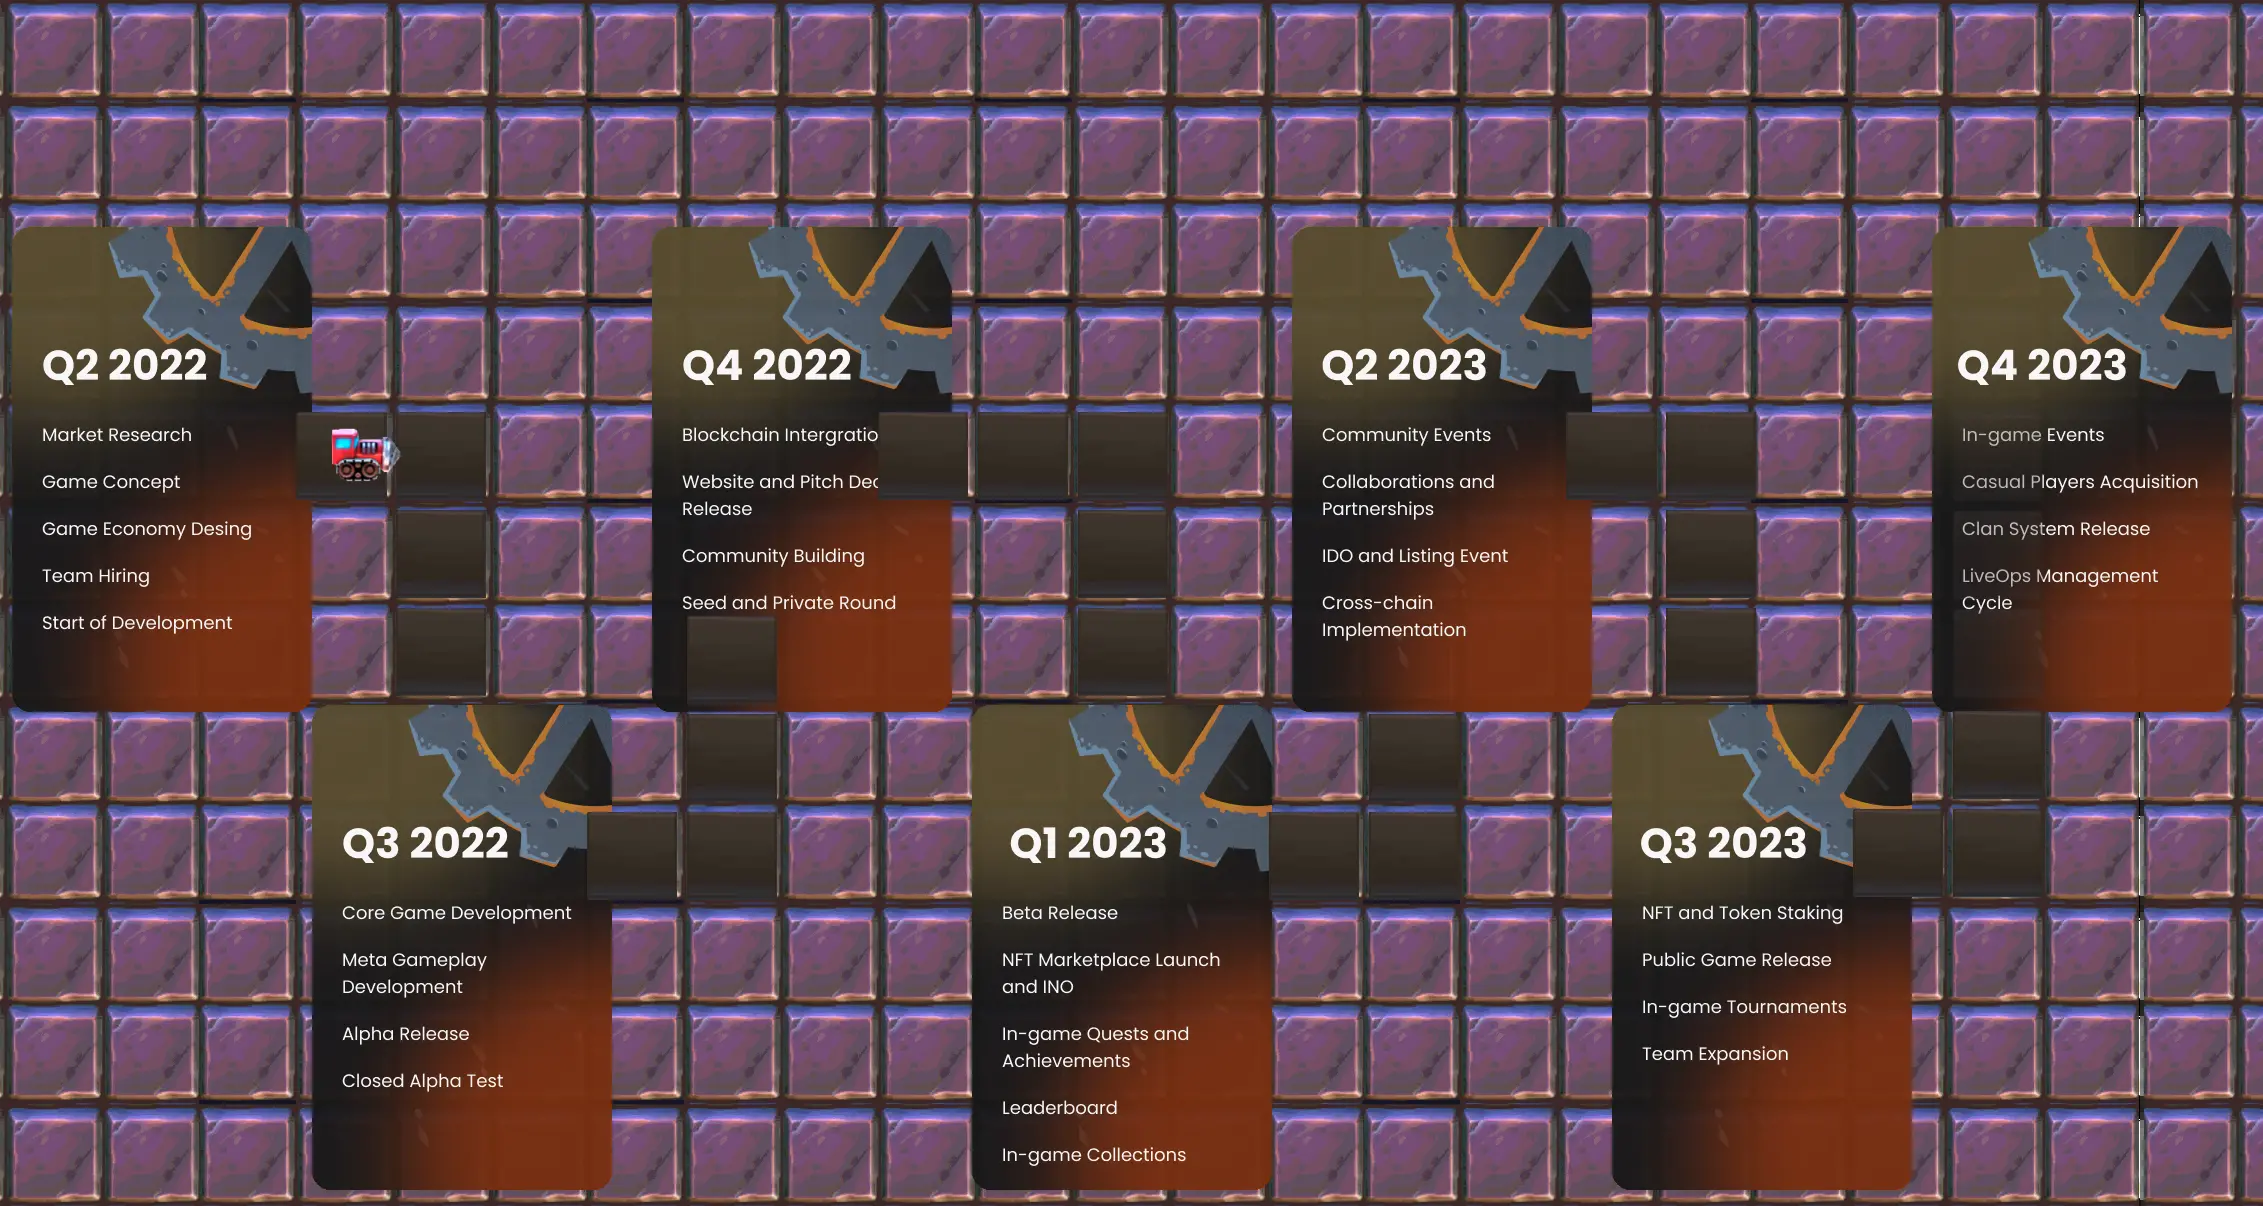 Q2 2022
Market Research
Game Concept
Game Economy Desing
Team Hiring
Start of Development
Q3 2022
Core Game Development
Meta Gameplay
Development
Alpha Release
Closed Alpha Test
Q4 2022
Blockchain Intergratio
Website and Pitch Dec
Release
Community Building
Seed and Private Round
Q1 2023
Beta Release
NFT Marketplace Launch
and INO
In-game Quests and
Achievements
Leaderboard
In-game Collections
Q2 2023
Community Events
Collaborations and
Partnerships
IDO and Listing Event
Cross-chain
Implementation
Q3 2023
NFT and Token Staking
Public Game Release
In-game Tournaments
Team Expansion
Q4 2023
In-game Events
Casual Players Acquisition
Clan System Release
LiveOps Management
Cycle